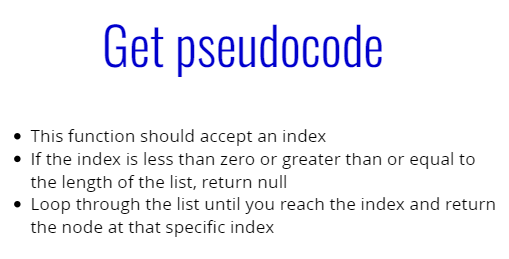 Get pseudocode
• This function should accept an index
• If the index is less than zero or greater than or equal to
the length of the list, return null
• Loop through the list until you reach the index and return
the node at that specific index